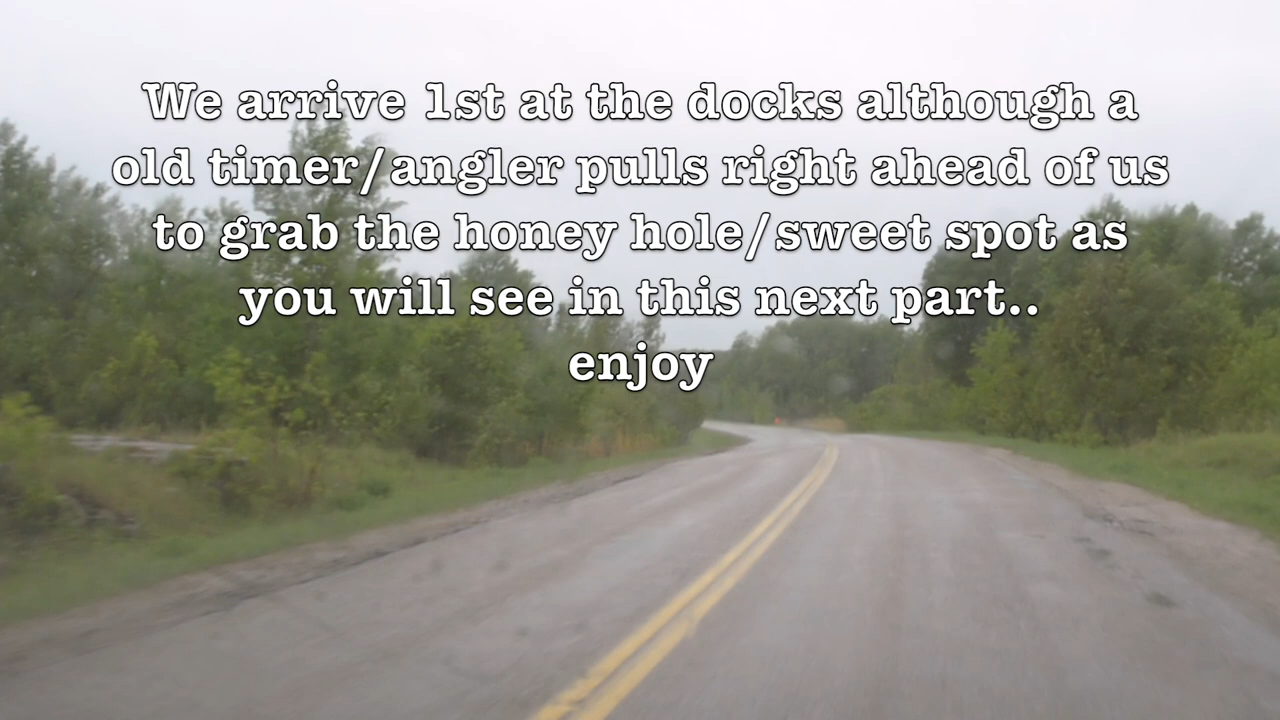 We arrive 1st at the docks although a
old timer/angler pulls right ahead of us
to grab the honey hole/sweet spot as
you will see in this next part..
enjoy